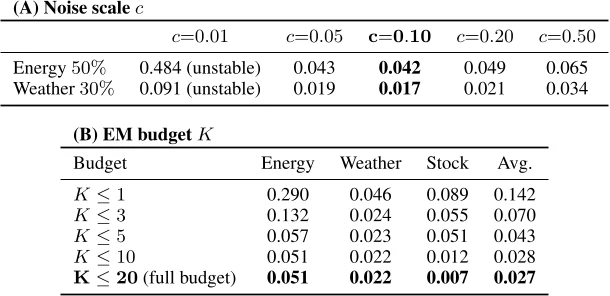 (A) Noise scale c
c=0.01 c=0.05 c=0.10 c=0.20 c=0.50
Energy 50% 0.484 (unstable) 0.043 0.042 0.049 0.065
Weather 30% 0.091 (unstable) 0.019 0.017 0.021 0.034
(B) EM budget K
Budget Energy Weather Stock Avg.
K ≤ 1 0.290 0.046 0.089 0.142
K ≤ 3 0.132 0.024 0.055 0.070
K ≤ 5 0.057 0.023 0.051 0.043
K ≤ 10 0.051 0.022 0.012 0.028
K ≤ 20 (full budget) 0.051 0.022 0.007 0.027